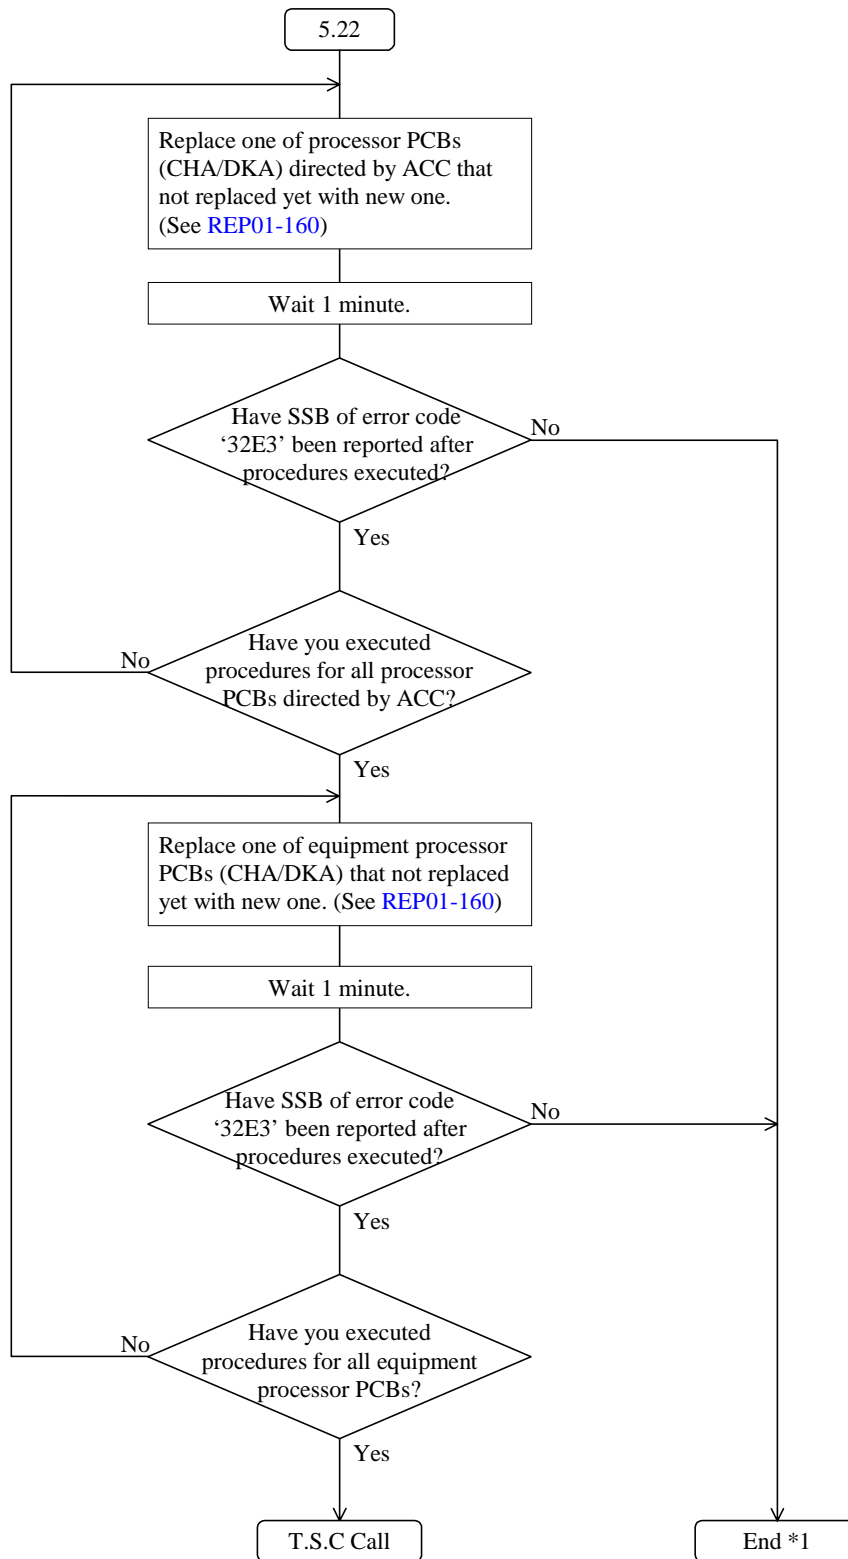 5.22
Replace one of processor PCBs
(CHA/DKA) directed by ACC that
not replaced yet with new one.
(See REP01-160)
Wait 1 minute.
Have SSB of error code
‘32E3’ been reported after
procedures executed?
No
Yes
Have you executed
procedures for all processor
PCBs directed by ACC?
No
Yes
Replace one of equipment processor
PCBs (CHA/DKA) that not replaced
yet with new one. (See REP01-160)
Wait 1 minute.
Have SSB of error code
‘32E3’ been reported after
procedures executed?
No
Yes
Have you executed
procedures for all equipment
processor PCBs?
No
Yes
T.S.C Call
End *1